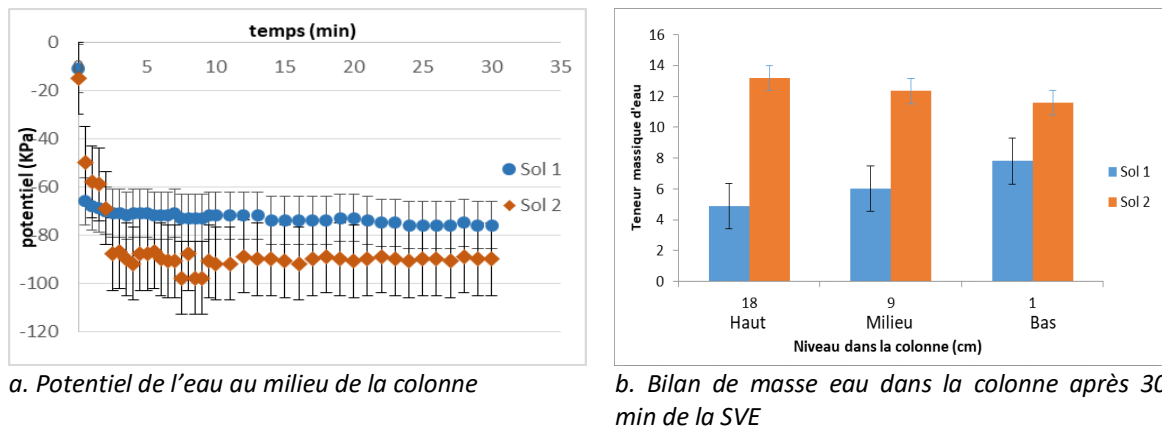 temps (min)
0 5 10 15 20 25 30 35
0
-20
-40
-60
-80
-100
-120
potentiel (KPa)
Sol 1
Sol 2
a. Potentiel de l’eau au milieu de la colonne
16
14
12
10
8
6
4
2
0
Teneur massique d'eau
18 9 1
Haut Milieu Bas
Niveau dans la colonne (cm)
Sol 1
Sol 2
b. Bilan de masse eau dans la colonne après 30
min de la SVE